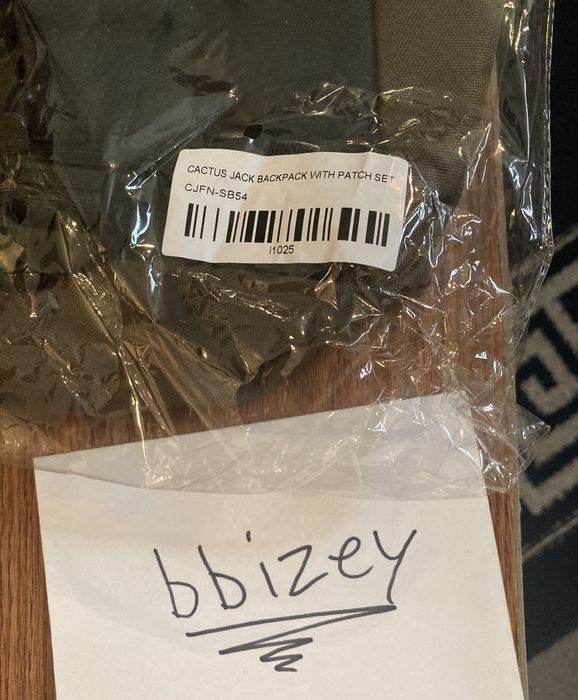 CACTUS JACK BACKPACK WITH PATCH SET
CJFN-SB54
i1025
bbizey